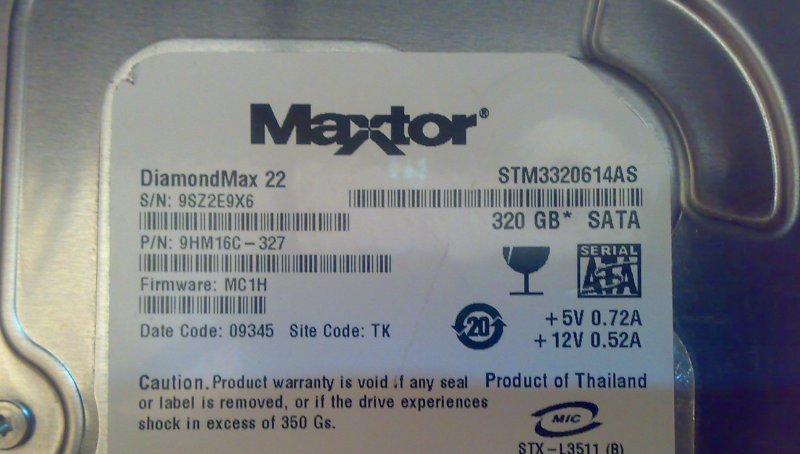 Maxtor®
DiamondMax 22
STM3320614AS
S/N: 9SZ2E9X6
320 GB* SATA
P/N: 9HM16C-327
SERIAL
ATA
Firmware: MC1H
20
+5V 0.72A
+12V 0.52A
Date Code: 09345 Site Code: TK
Caution. Product warranty is void if any seal
or label is removed, or if the drive experiences
shock in excess of 350 Gs.
Product of Thailand
MIC
STX-L3511 (B)